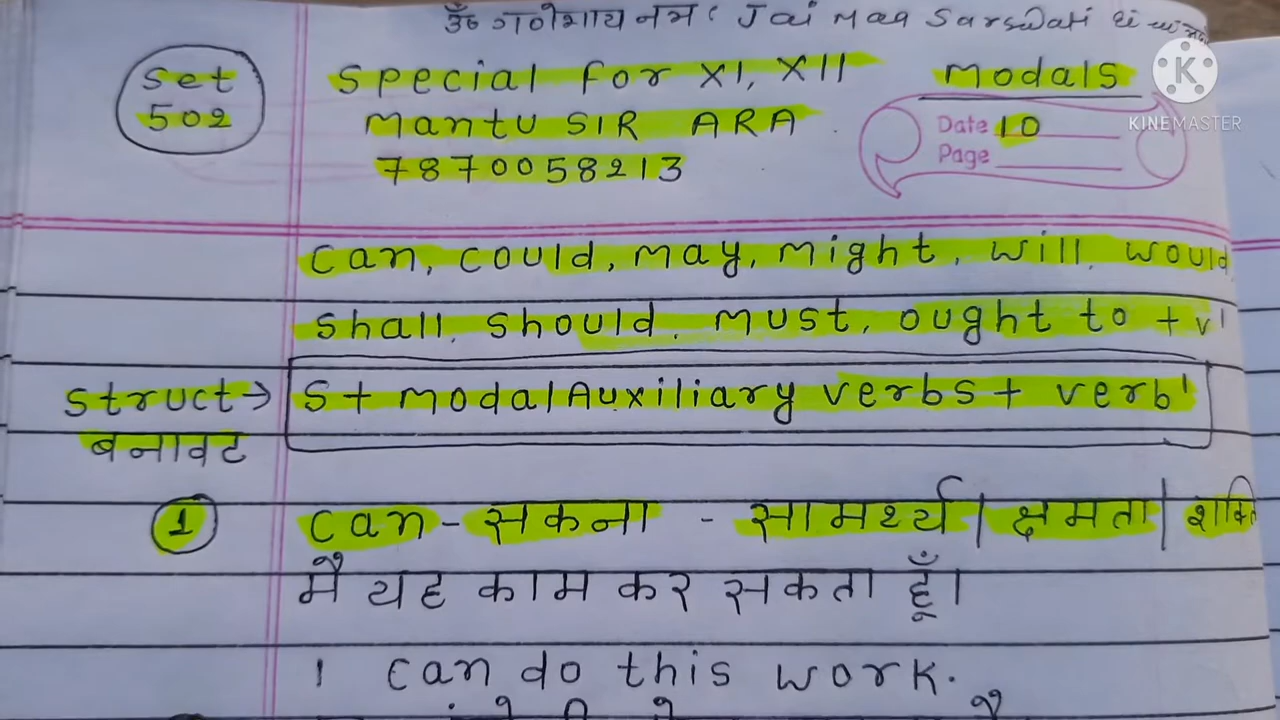 ॐ गणेशाय नमः Jai Maa Sarswati
Set
502
Special for XI, XII
Mantu SIR ARA
7870058213
Modals
Date 10
Page
KINEMASTER
can, could, may, might, will, would,
shall, should, must, ought to + v1
Struct→ S + modal Auxiliary verbs + verb1
बनावट
1 can - सकना - सामर्थ्य | क्षमता | शक्ति
मै यह काम कर सकता हूँ।
I can do this work.